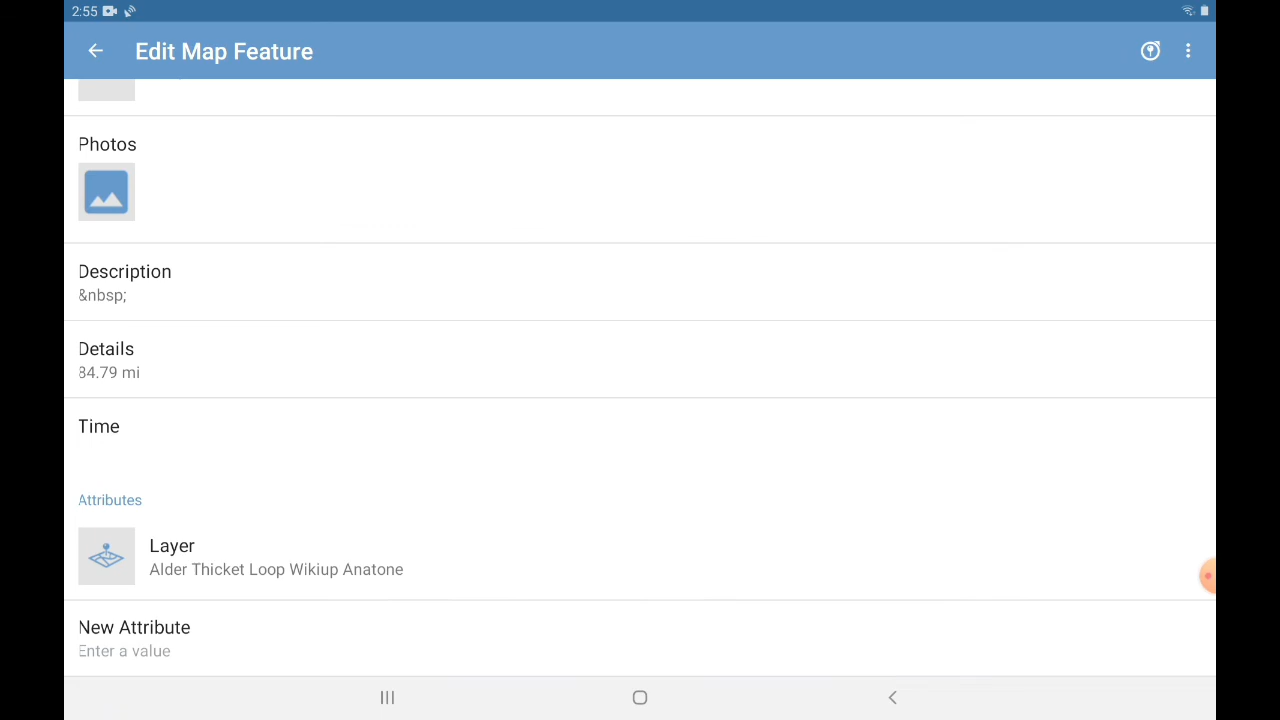 2:55
Edit Map Feature
Photos
Description
&nbsp;
Details
84.79 mi
Time
Attributes
Layer
Alder Thicket Loop Wikiup Anatone
New Attribute
Enter a value